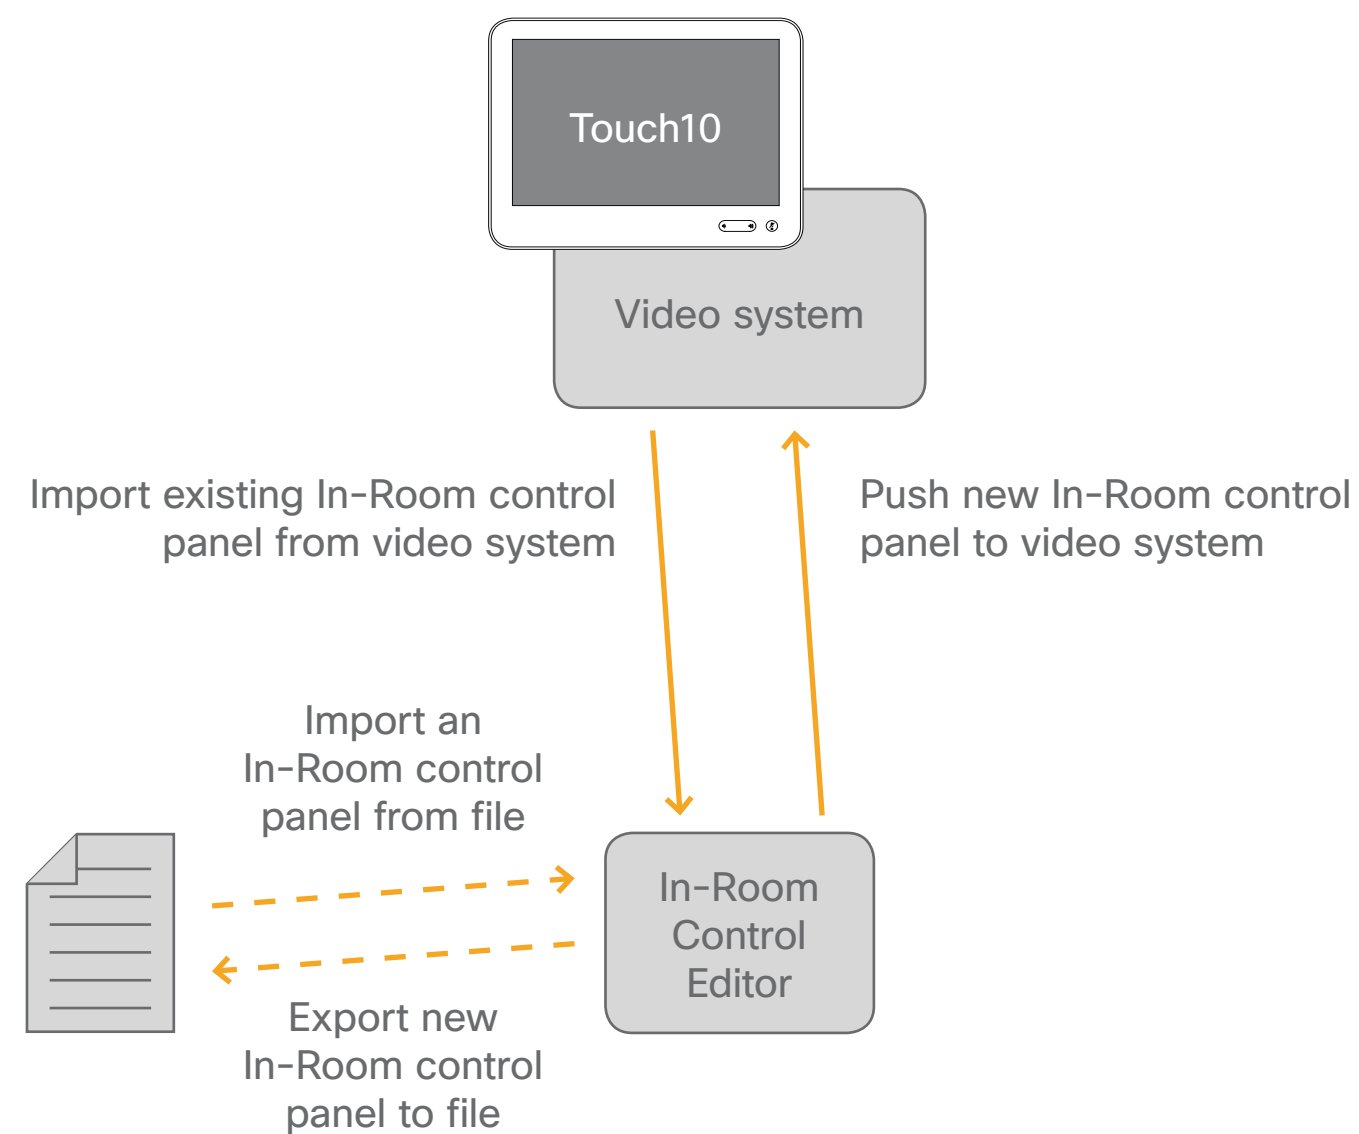 Touch10
Video system
Import existing In-Room control
panel from video system
Push new In-Room control
panel to video system
Import an
In-Room control
panel from file
In-Room
Control
Editor
Export new
In-Room control
panel to file